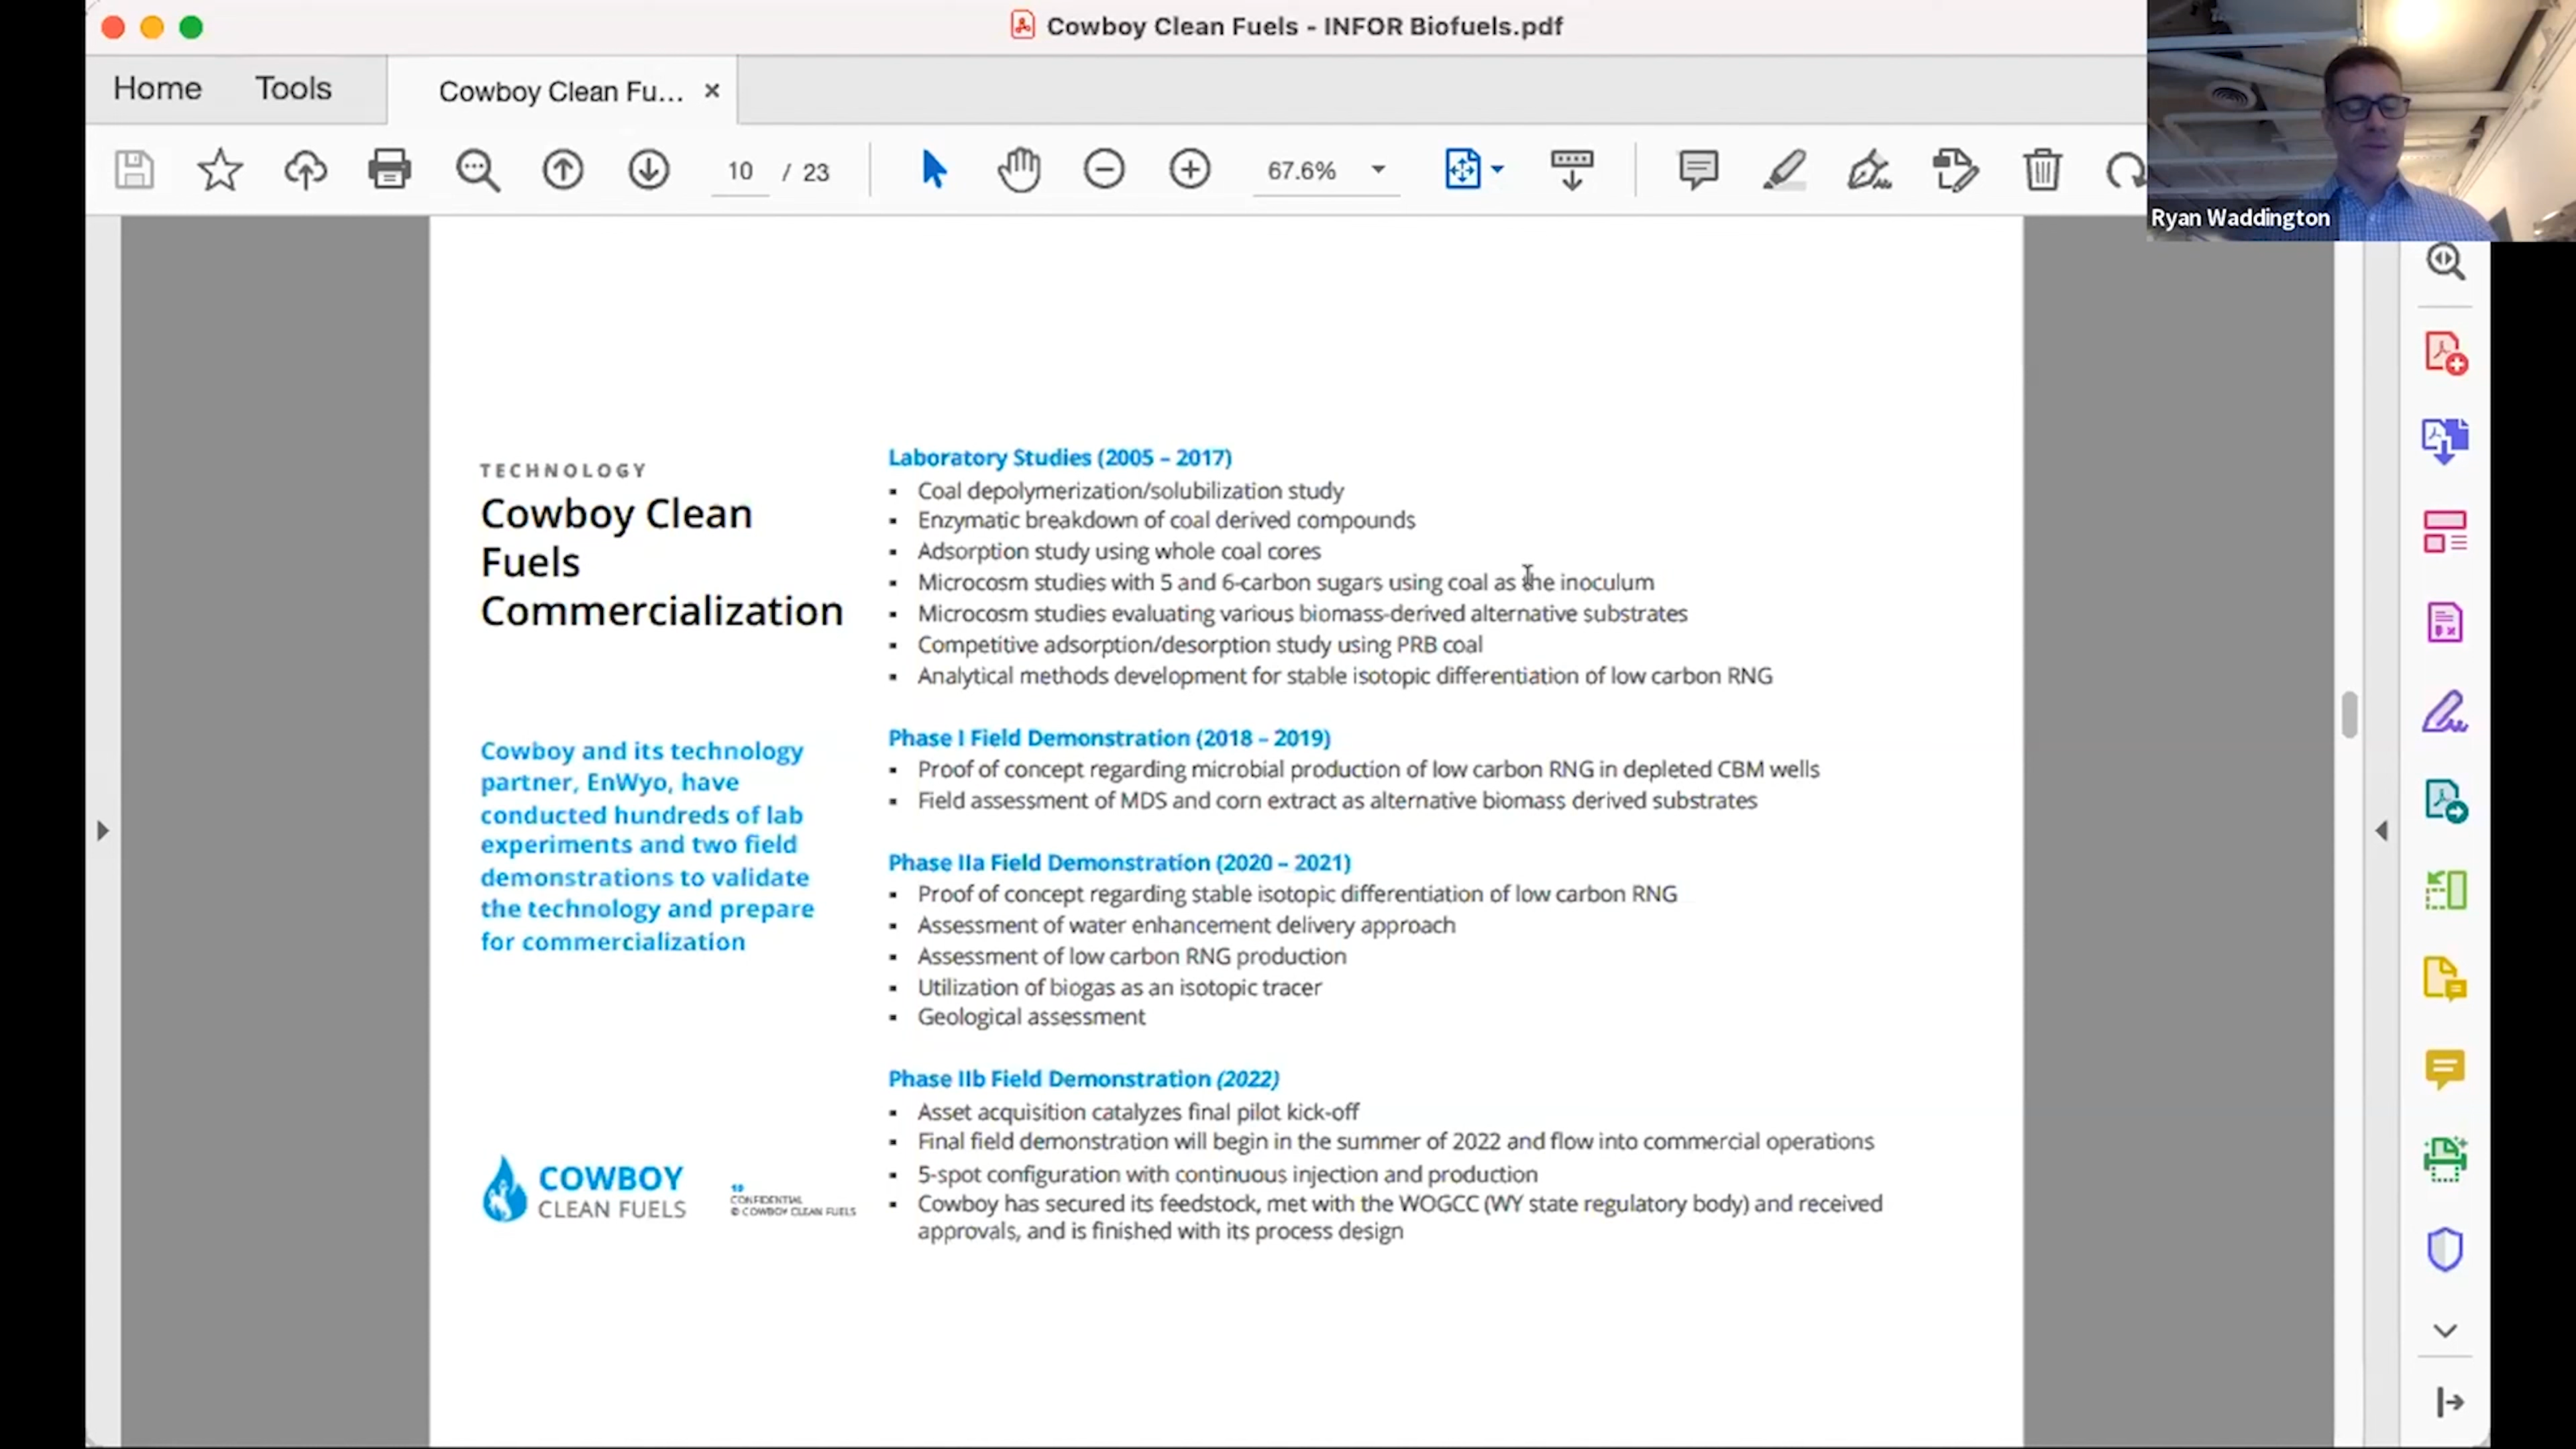 Cowboy Clean Fuels - INFOR Biofuels.pdf
Home
Tools
Cowboy Clean Fu...
10 / 23
67.6%
Ryan Waddington
TECHNOLOGY
Cowboy Clean
Fuels
Commercialization
Cowboy and its technology
partner, EnWyo, have
conducted hundreds of lab
experiments and two field
demonstrations to validate
the technology and prepare
for commercialization
COWBOY
CLEAN FUELS
10
CONFIDENTIAL
© COWBOY CLEAN FUELS
Laboratory Studies (2005 – 2017)
▪ Coal depolymerization/solubilization study
▪ Enzymatic breakdown of coal derived compounds
▪ Adsorption study using whole coal cores
▪ Microcosm studies with 5 and 6-carbon sugars using coal as the inoculum
▪ Microcosm studies evaluating various biomass-derived alternative substrates
▪ Competitive adsorption/desorption study using PRB coal
▪ Analytical methods development for stable isotopic differentiation of low carbon RNG
Phase I Field Demonstration (2018 – 2019)
▪ Proof of concept regarding microbial production of low carbon RNG in depleted CBM wells
▪ Field assessment of MDS and corn extract as alternative biomass derived substrates
Phase IIa Field Demonstration (2020 – 2021)
▪ Proof of concept regarding stable isotopic differentiation of low carbon RNG
▪ Assessment of water enhancement delivery approach
▪ Assessment of low carbon RNG production
▪ Utilization of biogas as an isotopic tracer
▪ Geological assessment
Phase IIb Field Demonstration (2022)
▪ Asset acquisition catalyzes final pilot kick-off
▪ Final field demonstration will begin in the summer of 2022 and flow into commercial operations
▪ 5-spot configuration with continuous injection and production
▪ Cowboy has secured its feedstock, met with the WOGCC (WY state regulatory body) and received
approvals, and is finished with its process design